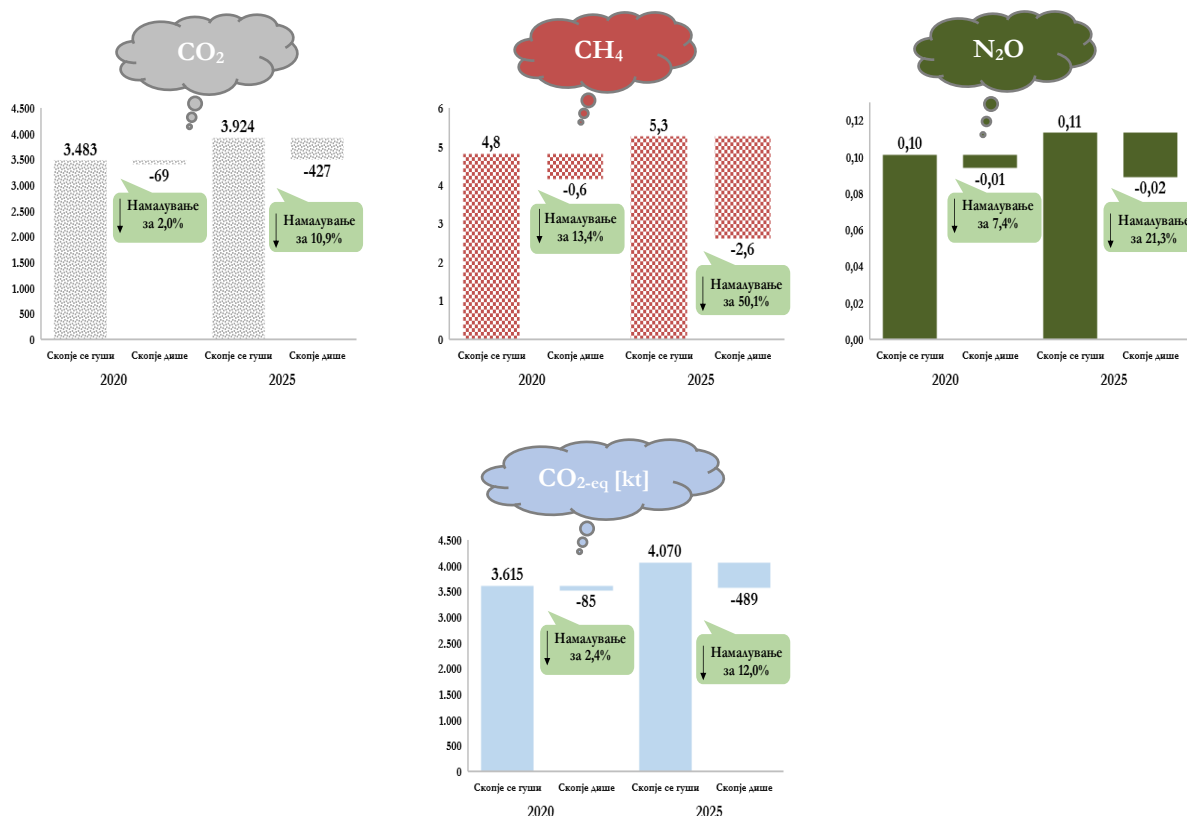 CO₂
4.500
4.000
3.500
3.000
2.500
2.000
1.500
1.000
500
0
3.483
-69
3.924
-427
Намалување
за 2,0%
Намалување
за 10,9%
Скопје се гуши
Скопје дише
Скопје се гуши
Скопје дише
2020
2025
CH₄
6
5
4
3
2
1
0
4,8
-0,6
5,3
-2,6
Намалување
за 13,4%
Намалување
за 50,1%
Скопје се гуши
Скопје дише
Скопје се гуши
Скопје дише
2020
2025
N₂O
0,12
0,10
0,08
0,06
0,04
0,02
0,00
0,10
-0,01
0,11
-0,02
Намалување
за 7,4%
Намалување
за 21,3%
Скопје се гуши
Скопје дише
Скопје се гуши
Скопје дише
2020
2025
CO₂₋eq [kt]
4.500
4.000
3.500
3.000
2.500
2.000
1.500
1.000
500
0
3.615
-85
4.070
-489
Намалување
за 2,4%
Намалување
за 12,0%
Скопје се гуши
Скопје дише
Скопје се гуши
Скопје дише
2020
2025